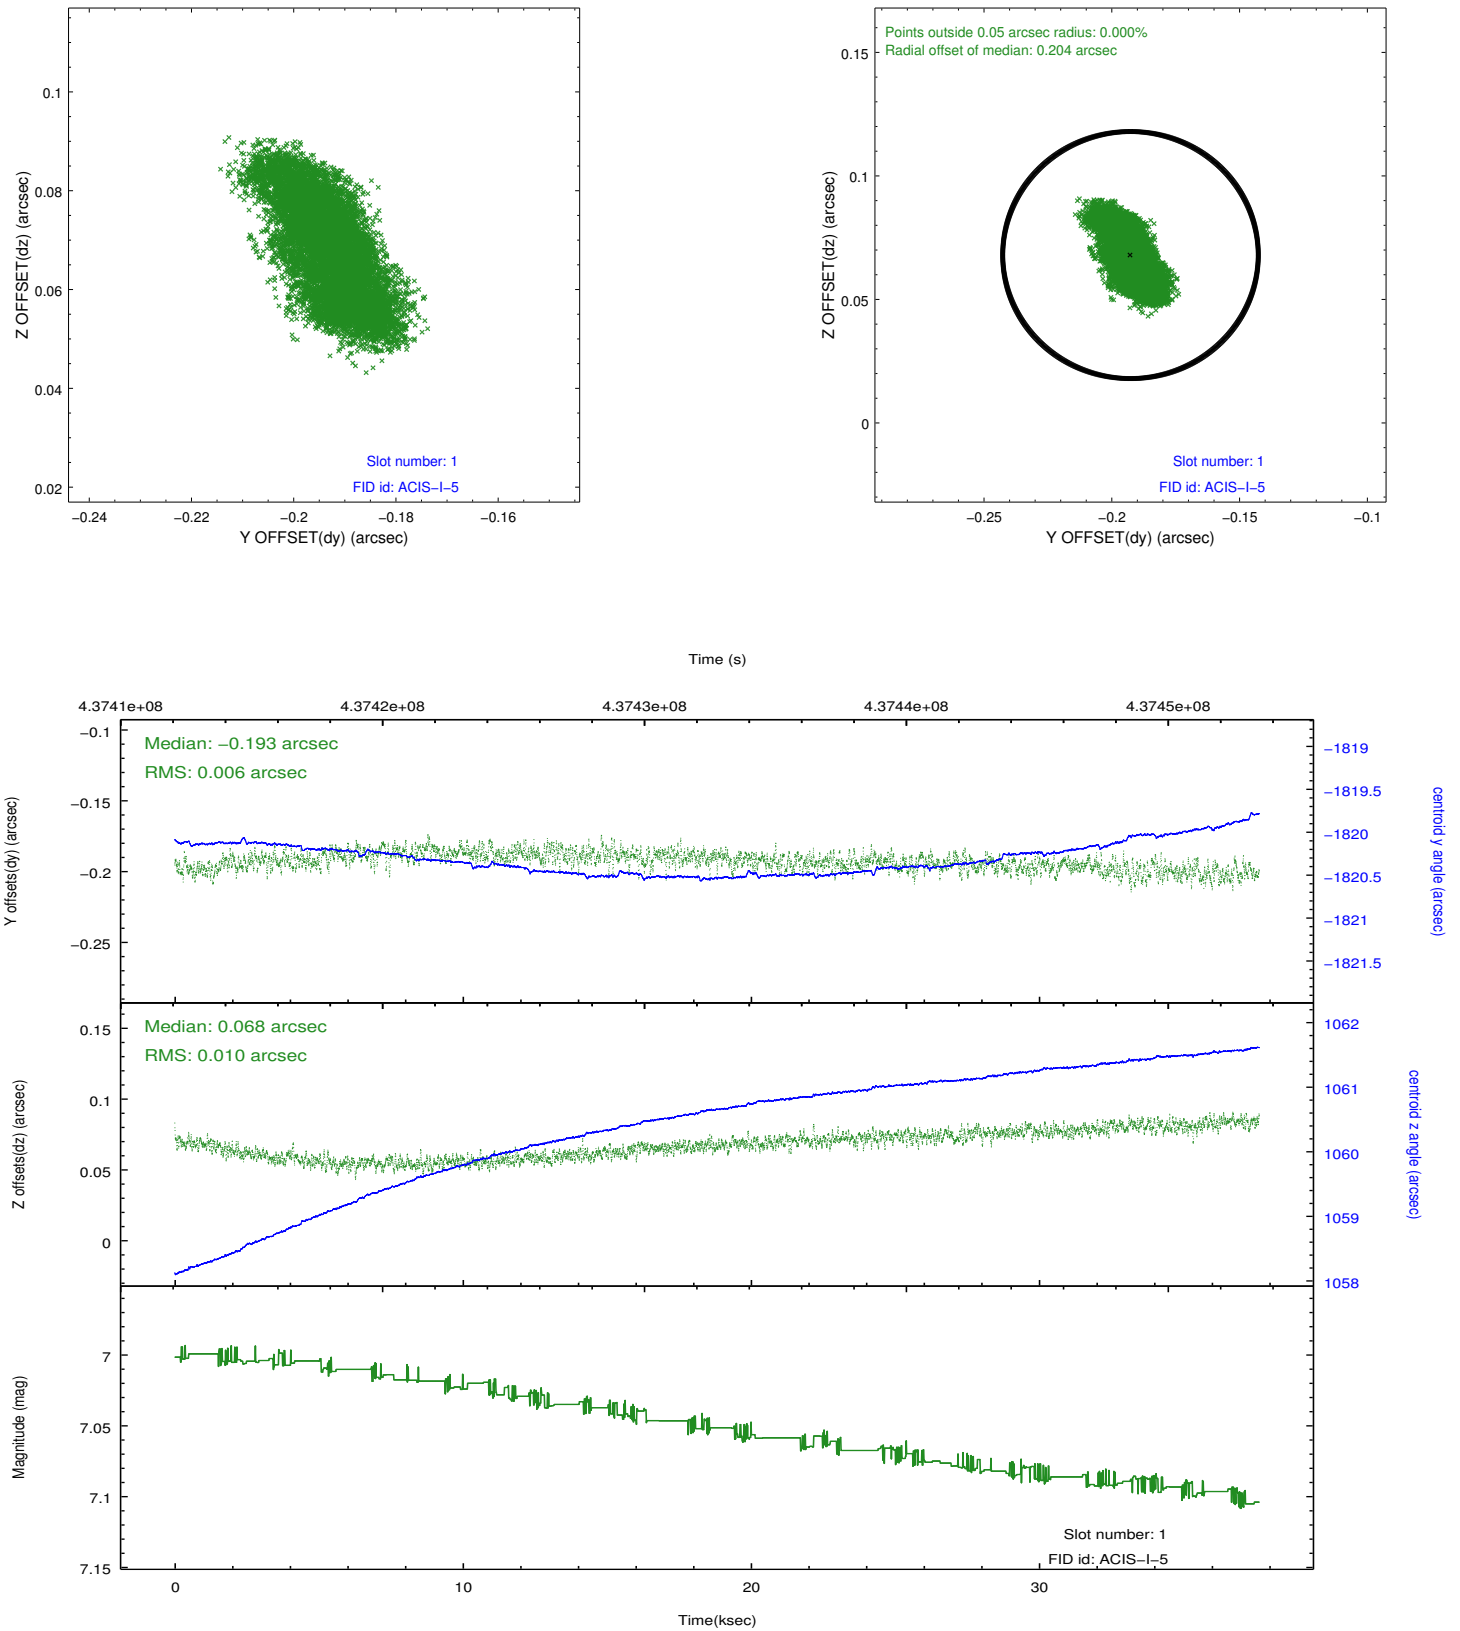 0.1
0.08
0.06
0.04
0.02
−0.24
−0.22
−0.2
−0.18
−0.16
Z OFFSET(dz) (arcsec)
Y OFFSET(dy) (arcsec)
Slot number: 1
FID id: ACIS−I−5
Points outside 0.05 arcsec radius: 0.000%
Radial offset of median: 0.204 arcsec
0.15
0.1
0.05
0
−0.25
−0.2
−0.15
−0.1
Z OFFSET(dz) (arcsec)
Y OFFSET(dy) (arcsec)
Slot number: 1
FID id: ACIS−I−5
Time (s)
4.3741e+08
4.3742e+08
4.3743e+08
4.3744e+08
4.3745e+08
Median: −0.193 arcsec
RMS: 0.006 arcsec
−0.1
−0.15
−0.2
−0.25
Y offsets(dy) (arcsec)
−1819
−1819.5
−1820
−1820.5
−1821
−1821.5
centroid y angle (arcsec)
Median: 0.068 arcsec
RMS: 0.010 arcsec
0.15
0.1
0.05
0
Z offsets(dz) (arcsec)
1062
1061
1060
1059
1058
centroid z angle (arcsec)
7
7.05
7.1
7.15
Magnitude (mag)
Slot number: 1
FID id: ACIS−I−5
0
10
20
30
Time(ksec)